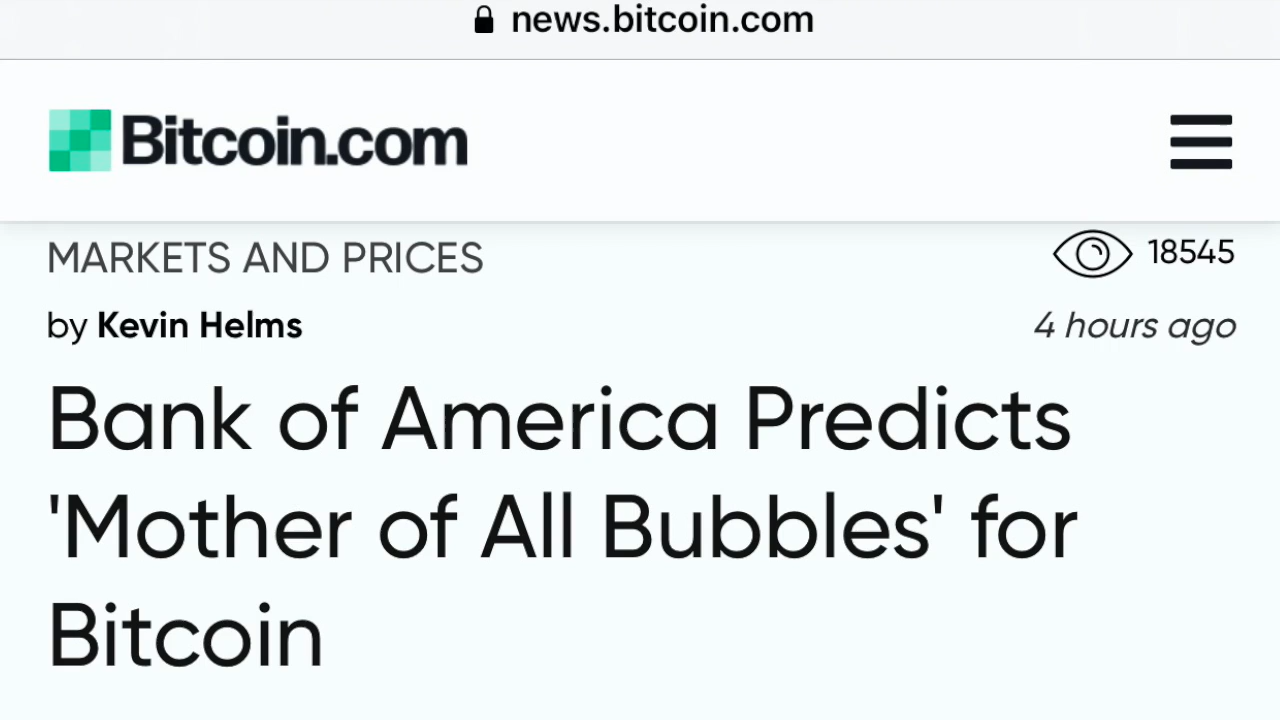 news.bitcoin.com
Bitcoin.com
MARKETS AND PRICES
18545
by Kevin Helms
4 hours ago
Bank of America Predicts
'Mother of All Bubbles' for
Bitcoin